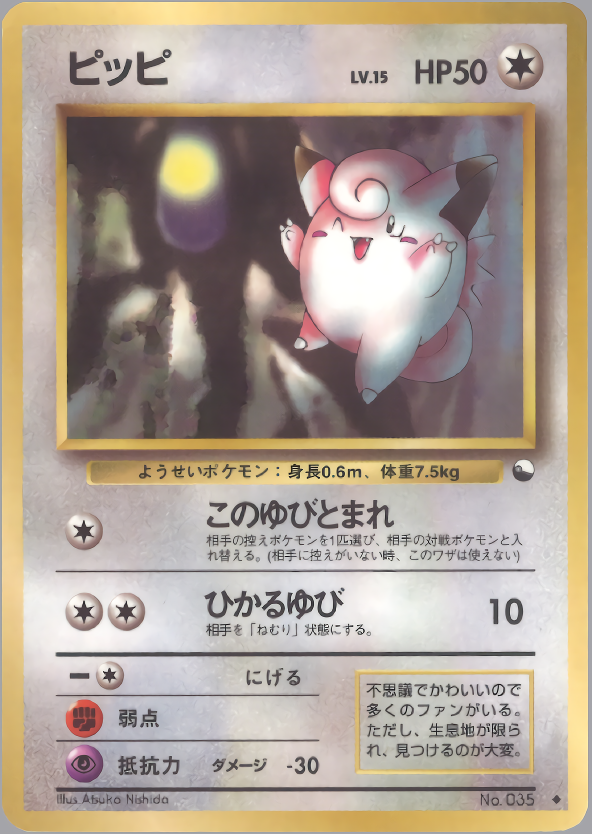 ピッピ LV.15 HP50
ようせいポケモン：身長0.6m、体重7.5kg
このゆびとまれ
相手の控えポケモンを1匹選び、相手の対戦ポケモンと入
れ替える。(相手に控えがいない時、このワザは使えない)
ひかるゆび 10
相手を「ねむり」状態にする。
にげる
弱点
抵抗力 ダメージ -30
不思議でかわいいので
多くのファンがいる。
ただし、生息地が限ら
れ、見つけるのが大変。
Illus. Atsuko Nishida No. 035